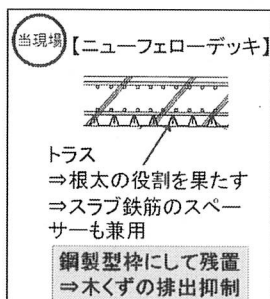 当現場
【ニューフェローデッキ】
トラス
⇒根太の役割を果たす
⇒スラブ鉄筋のスペー
サーも兼用
鋼製型枠にして残置
⇒木くずの排出抑制